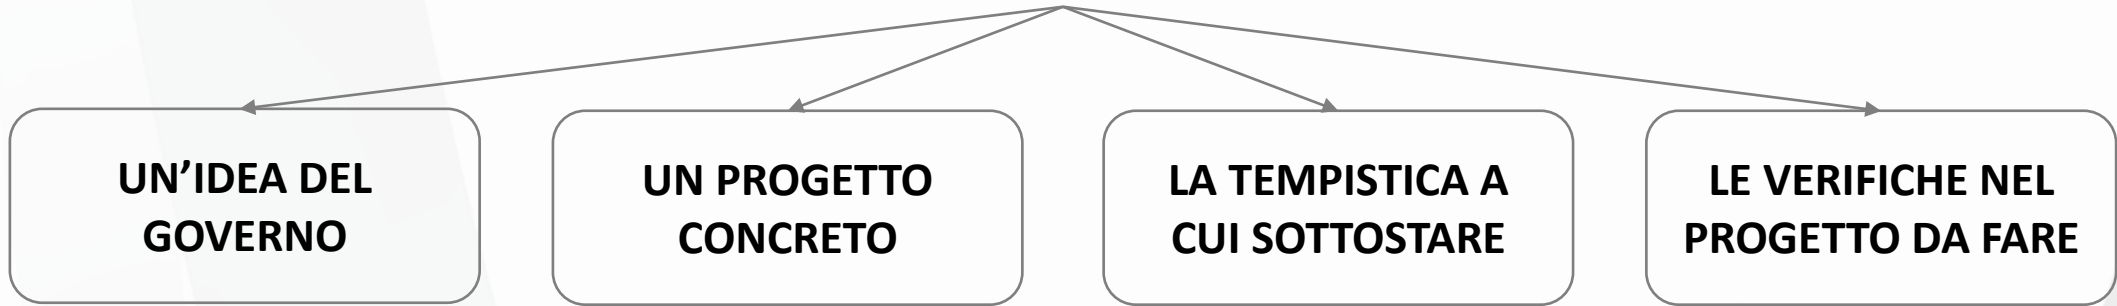 UN’IDEA DEL
GOVERNO
UN PROGETTO
CONCRETO
LA TEMPISTICA A
CUI SOTTOSTARE
LE VERIFICHE NEL
PROGETTO DA FARE